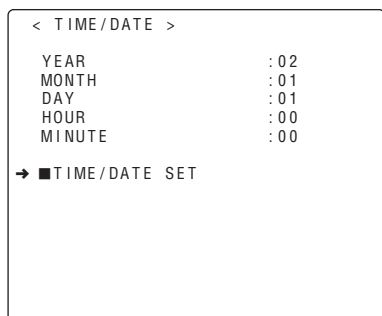 < TIME/DATE >
YEAR :02
MONTH :01
DAY :01
HOUR :00
MINUTE :00
➔ ■TIME/DATE SET